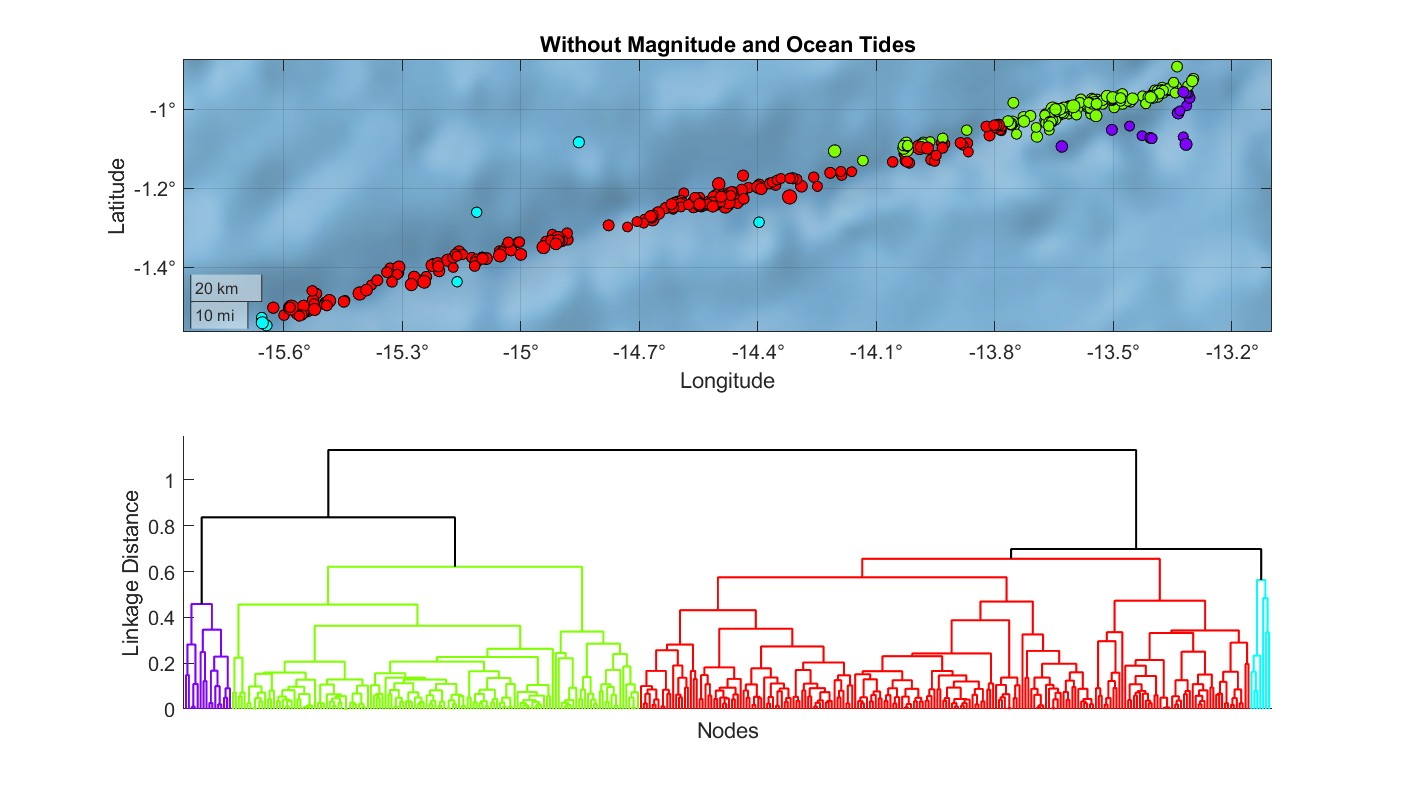 Without Magnitude and Ocean Tides
Latitude
-1°
-1.2°
-1.4°
20 km
10 mi
-15.6° -15.3° -15° -14.7° -14.4° -14.1° -13.8° -13.5° -13.2°
Longitude
Linkage Distance
1
0.8
0.6
0.4
0.2
0
Nodes